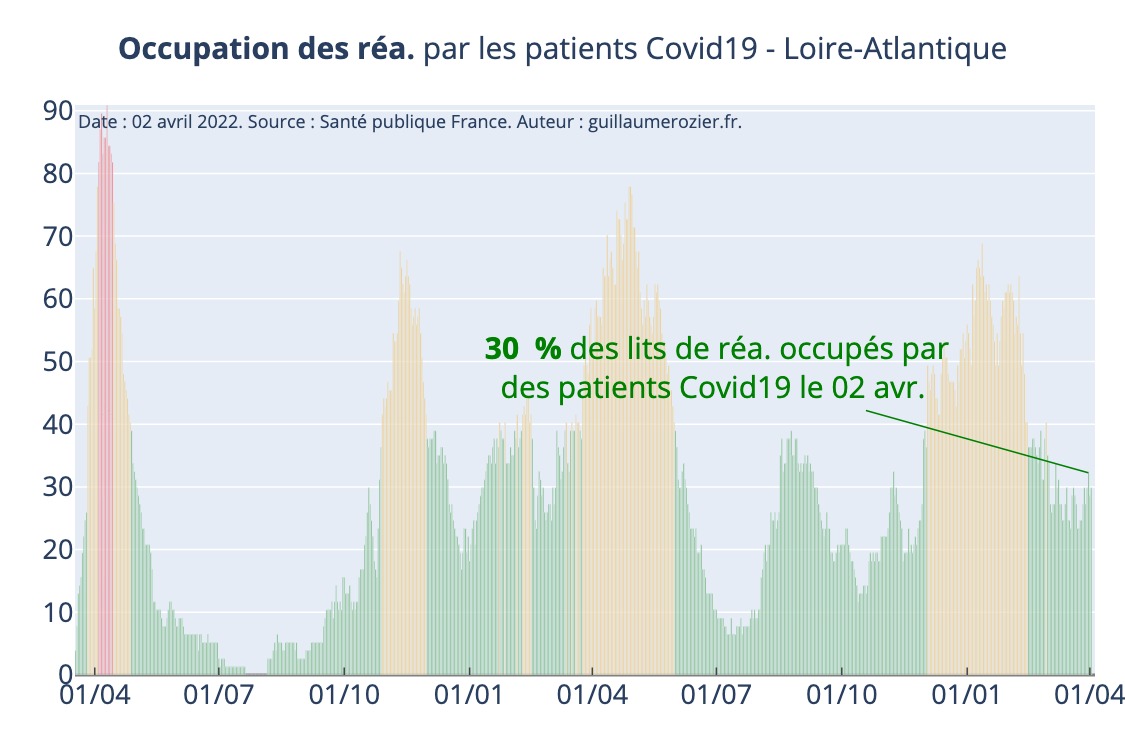 Occupation des réa. par les patients Covid19 - Loire-Atlantique
90
Date : 02 avril 2022. Source : Santé publique France. Auteur : guillaumerozier.fr.
80
70
60
50
30 % des lits de réa. occupés par
des patients Covid19 le 02 avr.
40
30
20
10
0
01/04 01/07 01/10 01/01 01/04 01/07 01/10 01/01 01/04